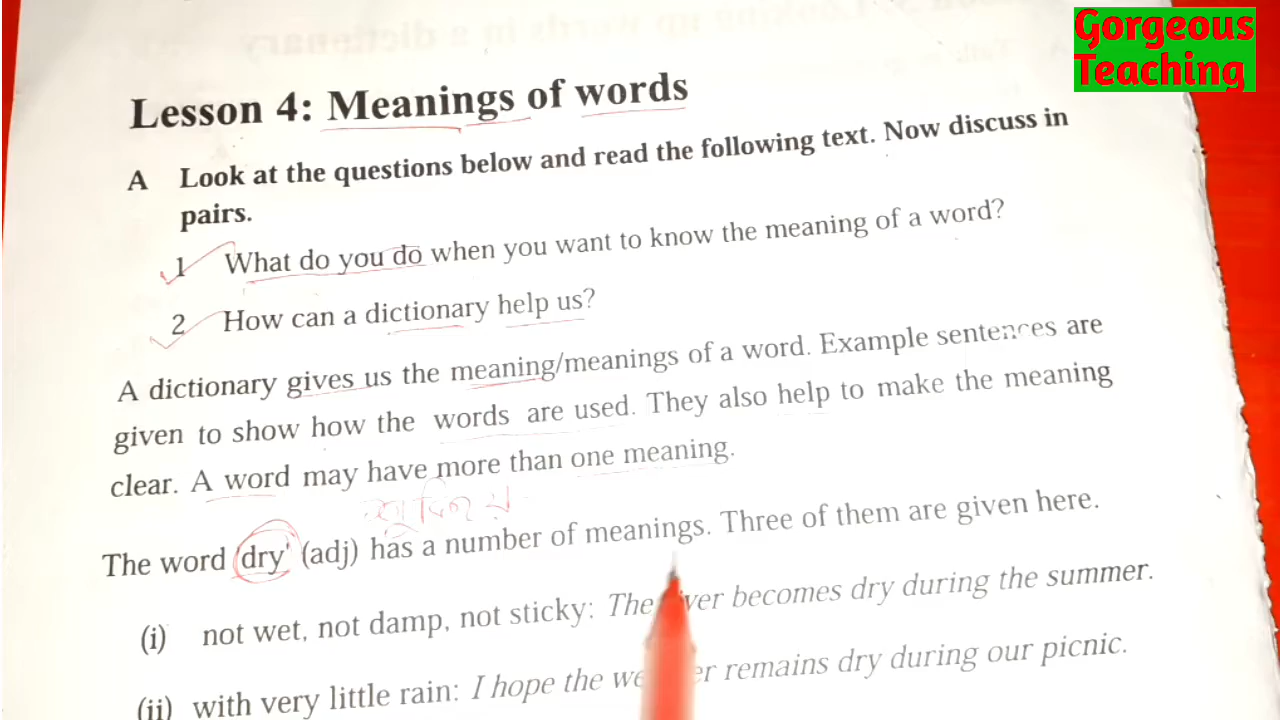 Gorgeous
Teaching
Lesson 4: Meanings of words
A Look at the questions below and read the following text. Now discuss in
pairs.
1 What do you do when you want to know the meaning of a word?
2 How can a dictionary help us?
A dictionary gives us the meaning/meanings of a word. Example sentences are
given to show how the words are used. They also help to make the meaning
clear. A word may have more than one meaning.
The word 'dry' (adj) has a number of meanings. Three of them are given here.
(i) not wet, not damp, not sticky: The becomes dry during the summer.
(ii) with very little rain: I hope the remains dry during our picnic.